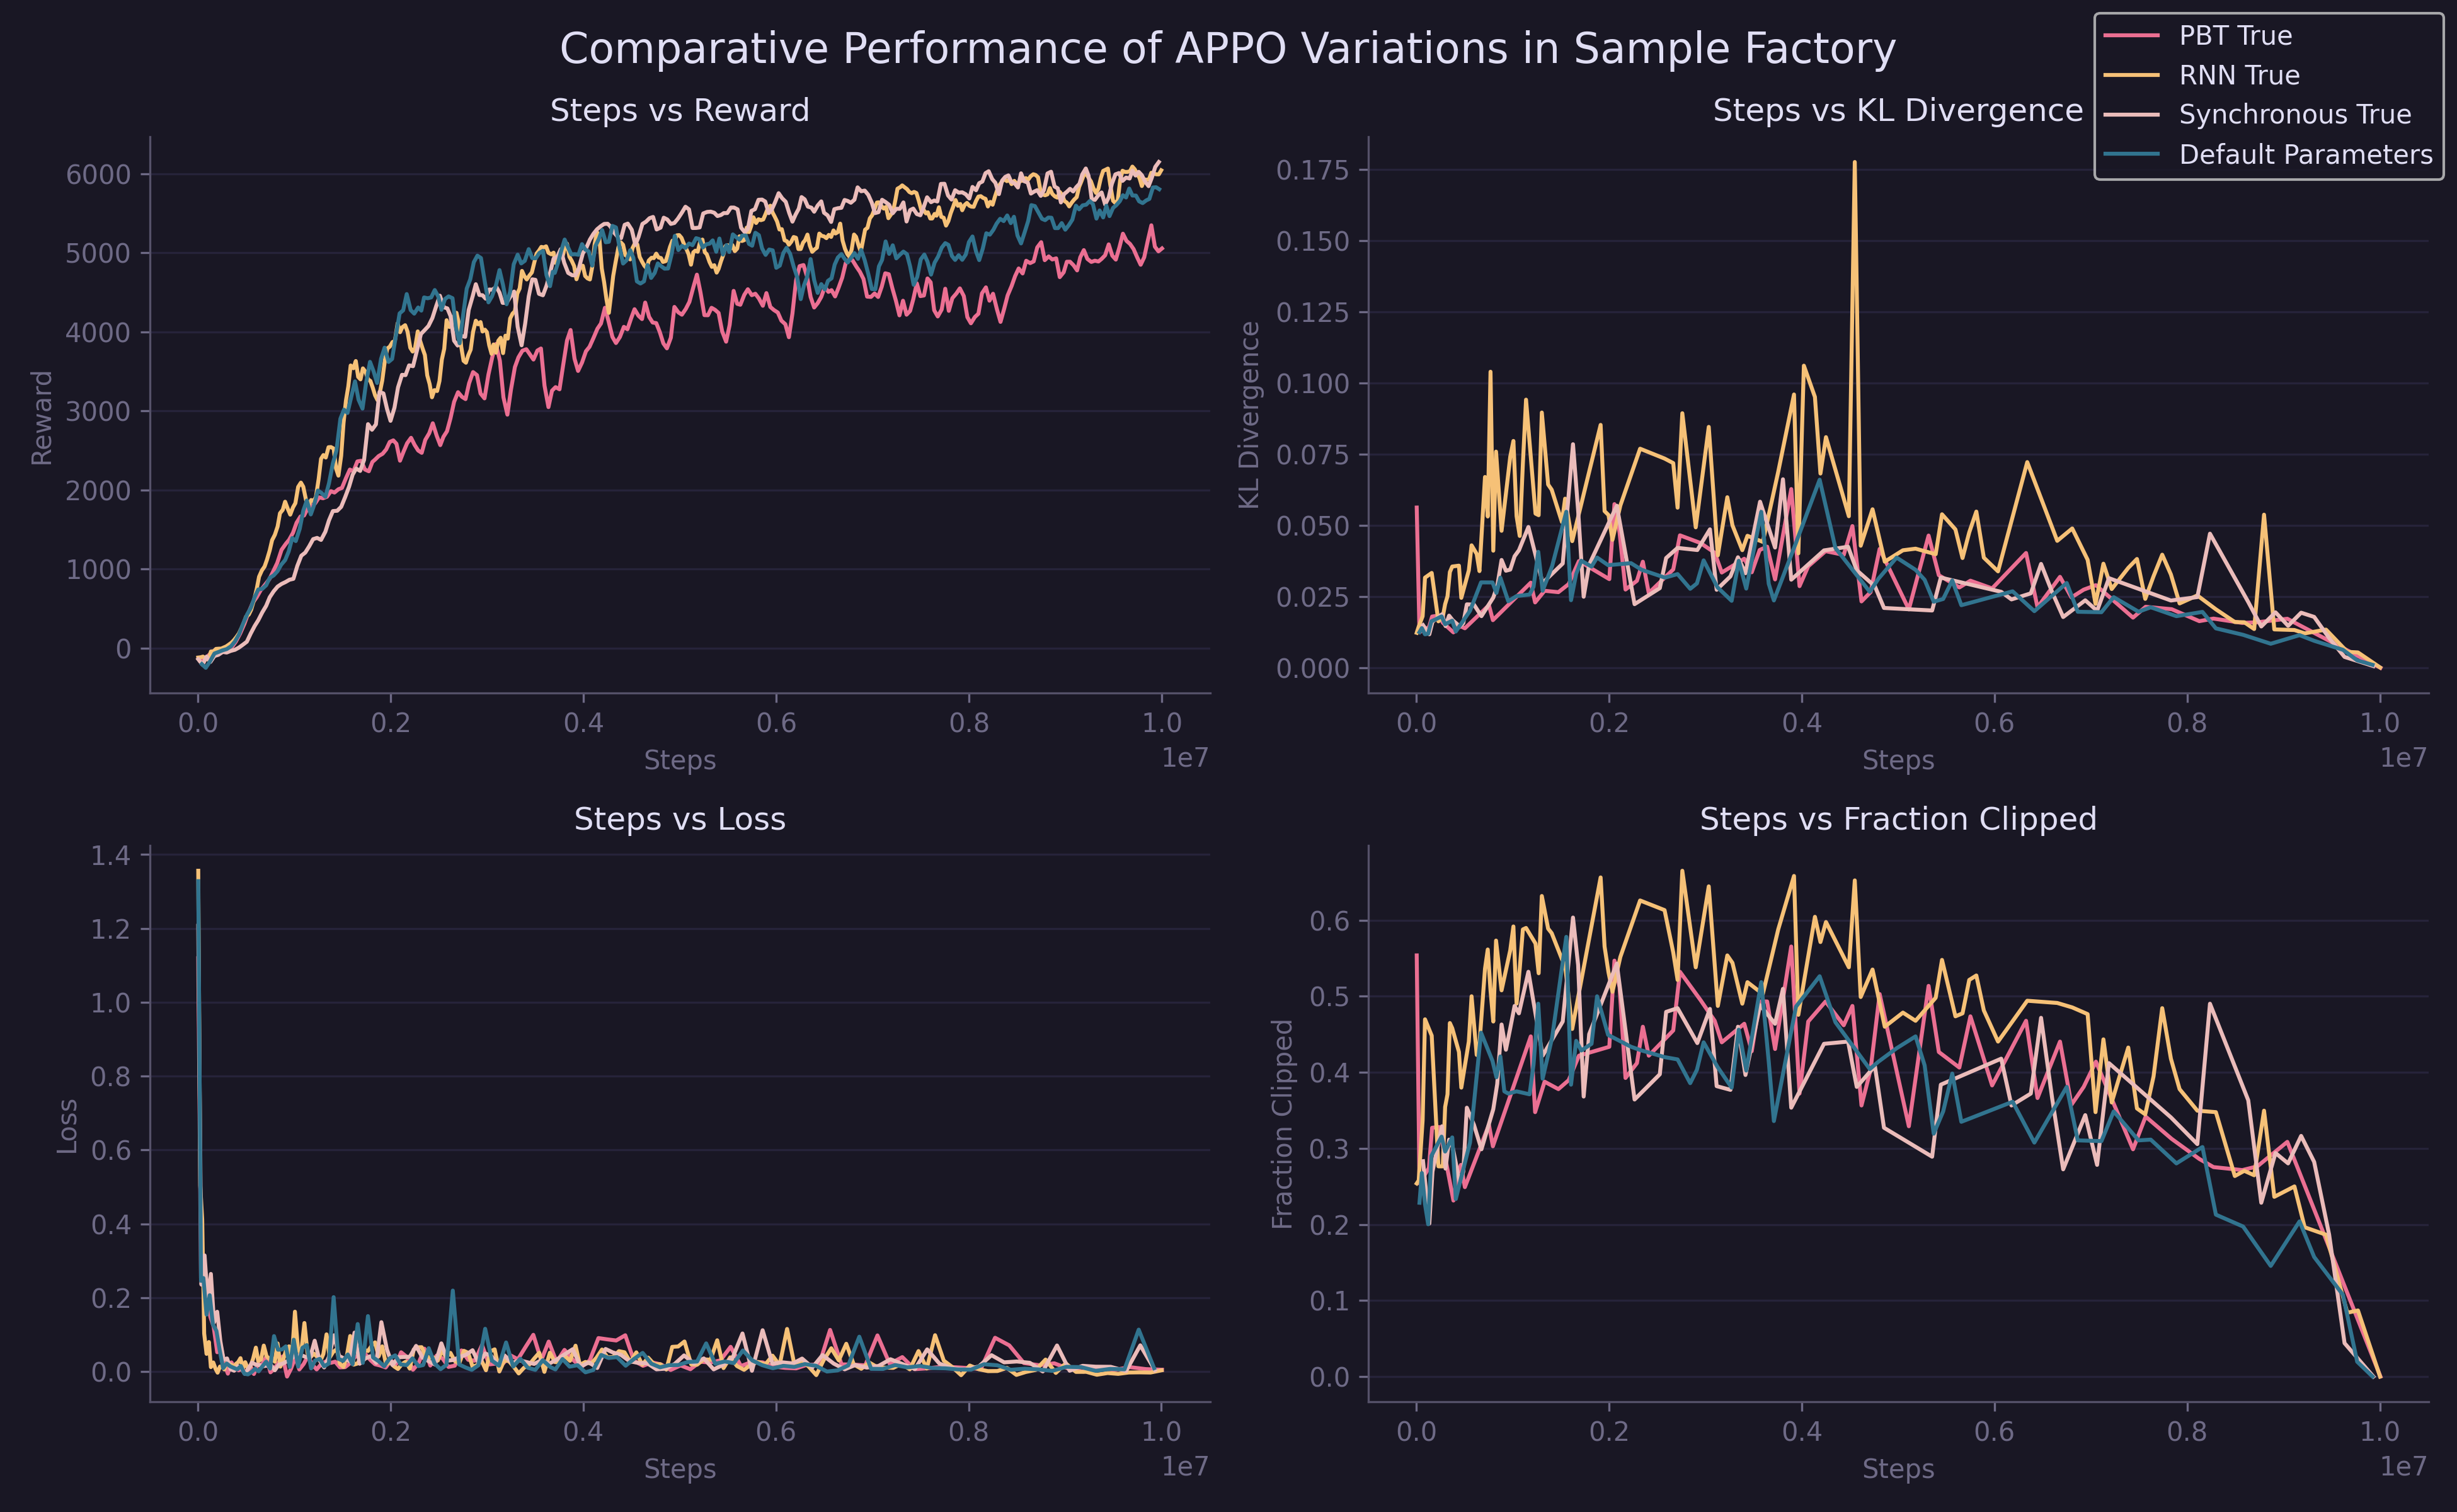 Comparative Performance of APPO Variations in Sample Factory
PBT True
RNN True
Synchronous True
Default Parameters
Steps vs Reward
Reward
6000
5000
4000
3000
2000
1000
0
0.0 0.2 0.4 0.6 0.8 1.0
Steps
1e7
Steps vs KL Divergence
KL Divergence
0.175
0.150
0.125
0.100
0.075
0.050
0.025
0.000
0.0 0.2 0.4 0.6 0.8 1.0
Steps
1e7
Steps vs Loss
Loss
1.4
1.2
1.0
0.8
0.6
0.4
0.2
0.0
0.0 0.2 0.4 0.6 0.8 1.0
Steps
1e7
Steps vs Fraction Clipped
Fraction Clipped
0.6
0.5
0.4
0.3
0.2
0.1
0.0
0.0 0.2 0.4 0.6 0.8 1.0
Steps
1e7